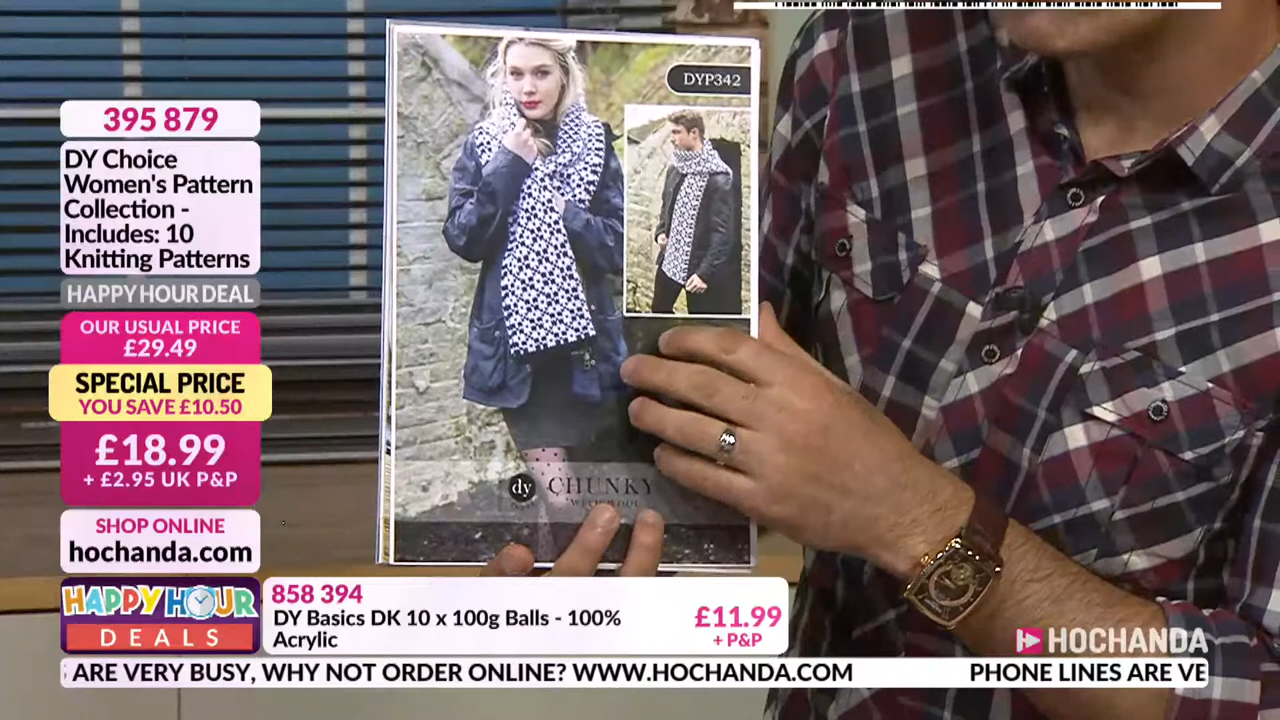 395 879
DY Choice
Women's Pattern
Collection -
Includes: 10
Knitting Patterns
HAPPY HOUR DEAL
OUR USUAL PRICE
£29.49
SPECIAL PRICE
YOU SAVE £10.50
£18.99
+ £2.95 UK P&P
SHOP ONLINE
hochanda.com
HAPPY HOUR
DEALS
858 394
DY Basics DK 10 x 100g Balls - 100%
Acrylic
£11.99
+ P&P
DYP342
dy CHUNKY
WITH WOOL
HOCHANDA
ARE VERY BUSY, WHY NOT ORDER ONLINE? WWW.HOCHANDA.COM PHONE LINES ARE VE